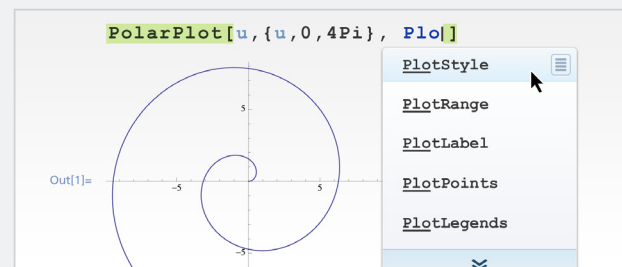 PolarPlot[u,{u,0,4Pi}, Plo]
PlotStyle
PlotRange
PlotLabel
PlotPoints
PlotLegends
5
Out[1]=
-5
5
-5